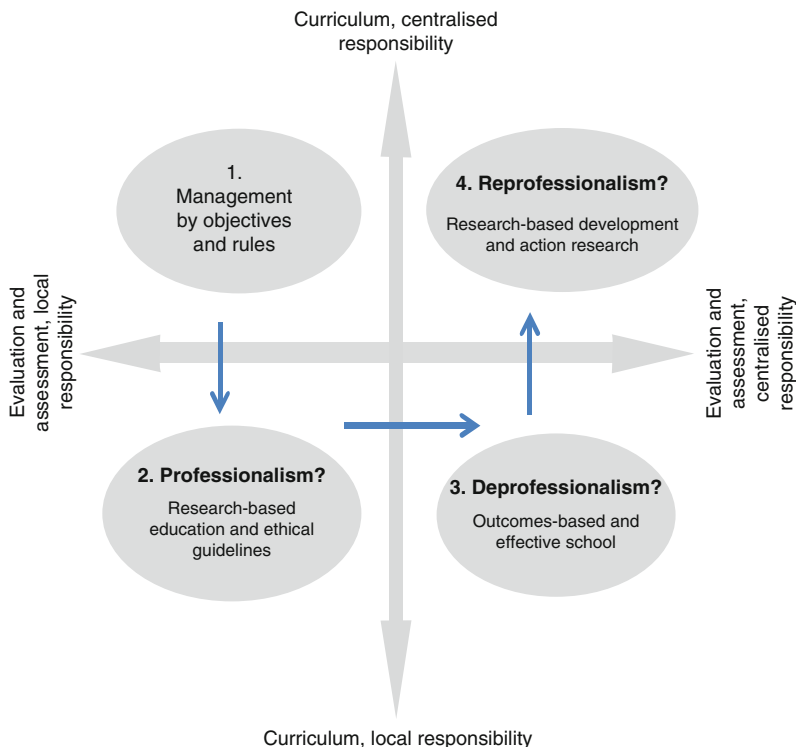 Curriculum, centralised
responsibility
1.
Management
by objectives
and rules
4. Reprofessionalism?
Research-based development
and action research
Evaluation and
assessment, local
responsibility
Evaluation and
assessment,
centralised
responsibility
2. Professionalism?
Research-based
education and ethical
guidelines
3. Deprofessionalism?
Outcomes-based and
effective school
Curriculum, local responsibility